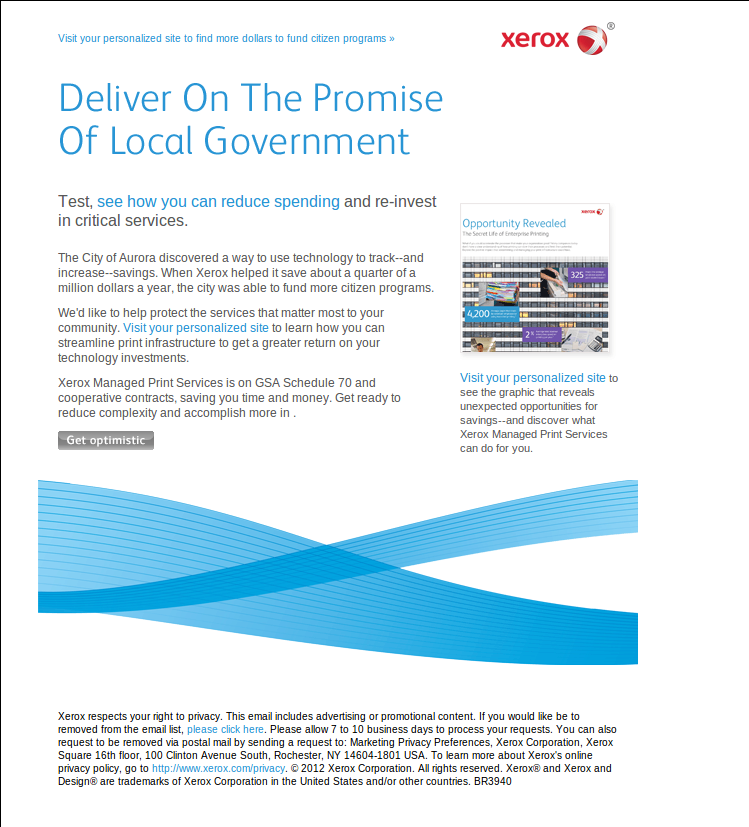 Visit your personalized site to find more dollars to fund citizen programs »
xerox ®
Deliver On The Promise
Of Local Government
Test, see how you can reduce spending and re-invest
in critical services.
The City of Aurora discovered a way to use technology to track--and
increase--savings. When Xerox helped it save about a quarter of a
million dollars a year, the city was able to fund more citizen programs.
We'd like to help protect the services that matter most to your
community. Visit your personalized site to learn how you can
streamline print infrastructure to get a greater return on your
technology investments.
Xerox Managed Print Services is on GSA Schedule 70 and
cooperative contracts, saving you time and money. Get ready to
reduce complexity and accomplish more in .
Get optimistic
xerox
Opportunity Revealed
The Secret Life of Enterprise Printing
325
4,200
Visit your personalized site to
see the graphic that reveals
unexpected opportunities for
savings--and discover what
Xerox Managed Print Services
can do for you.
Xerox respects your right to privacy. This email includes advertising or promotional content. If you would like be to
removed from the email list, please click here. Please allow 7 to 10 business days to process your requests. You can also
request to be removed via postal mail by sending a request to: Marketing Privacy Preferences, Xerox Corporation, Xerox
Square 16th floor, 100 Clinton Avenue South, Rochester, NY 14604-1801 USA. To learn more about Xerox's online
privacy policy, go to http://www.xerox.com/privacy. © 2012 Xerox Corporation. All rights reserved. Xerox® and Xerox and
Design® are trademarks of Xerox Corporation in the United States and/or other countries. BR3940